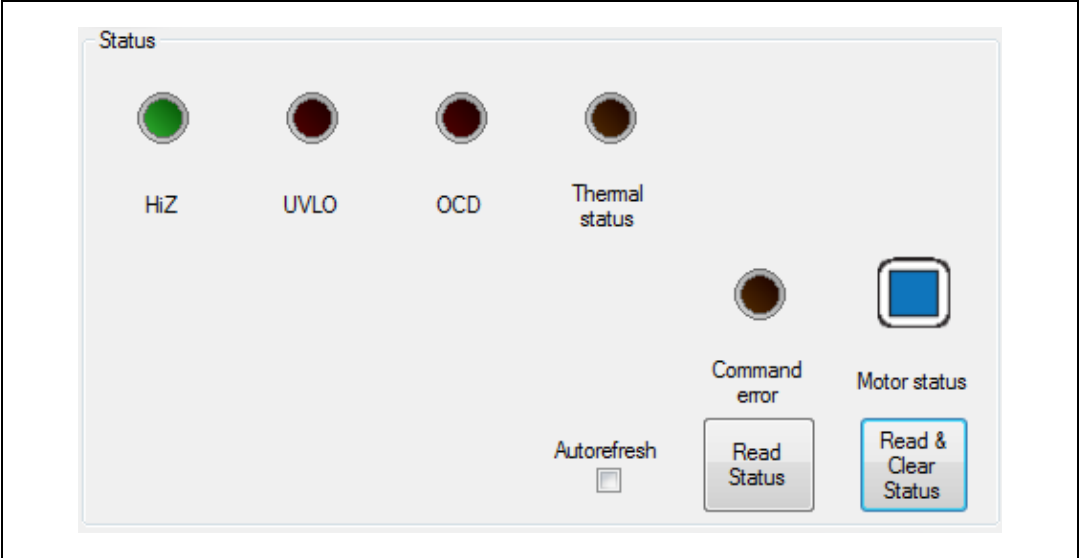 Status
HiZ
UVLO
OCD
Thermal
status
Command
error
Motor status
Autorefresh
Read
Status
Read &
Clear
Status